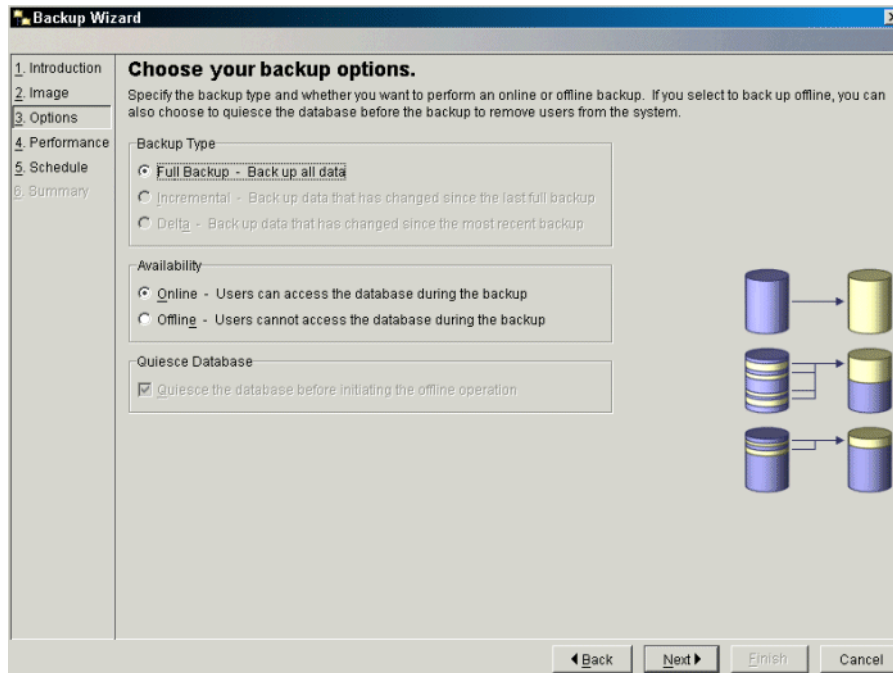 Backup Wizard
1. Introduction
2. Image
3. Options
4. Performance
5. Schedule
6. Summary
Choose your backup options.
Specify the backup type and whether you want to perform an online or offline backup. If you select to back up offline, you can
also choose to quiesce the database before the backup to remove users from the system.
Backup Type
Full Backup - Back up all data
Incremental - Back up data that has changed since the last full backup
Delta - Back up data that has changed since the most recent backup
Availability
Online - Users can access the database during the backup
Offline - Users cannot access the database during the backup
Quiesce Database
Quiesce the database before initiating the offline operation
Back
Next
Finish
Cancel